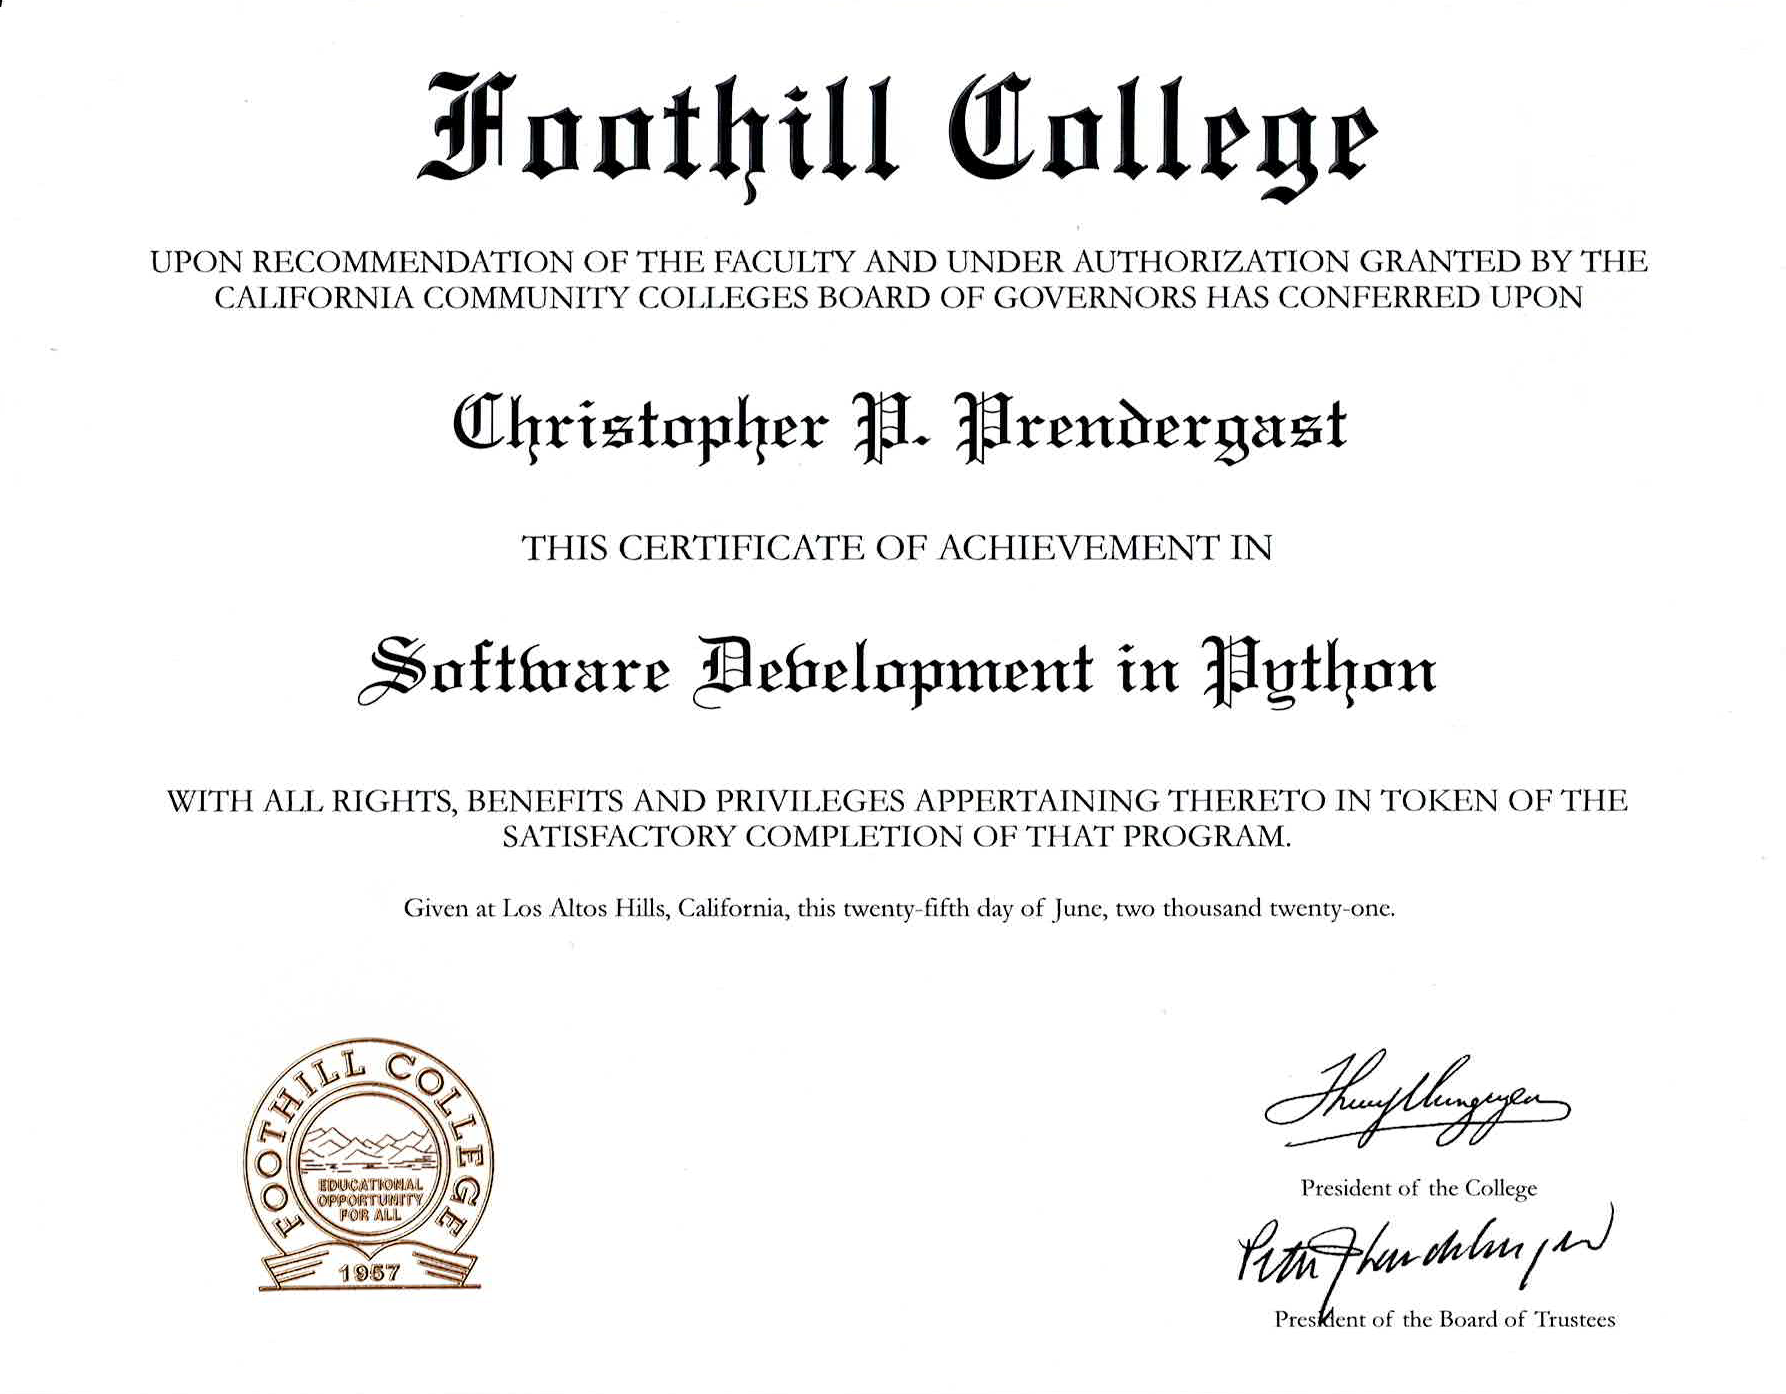 Foothill College
UPON RECOMMENDATION OF THE FACULTY AND UNDER AUTHORIZATION GRANTED BY THE
CALIFORNIA COMMUNITY COLLEGES BOARD OF GOVERNORS HAS CONFERRED UPON
Christopher P. Prendergast
THIS CERTIFICATE OF ACHIEVEMENT IN
Software Development in Python
WITH ALL RIGHTS, BENEFITS AND PRIVILEGES APPERTAINING THERETO IN TOKEN OF THE
SATISFACTORY COMPLETION OF THAT PROGRAM.
Given at Los Altos Hills, California, this twenty-fifth day of June, two thousand twenty-one.
FOOTHILL COLLEGE
EDUCATIONAL
OPPORTUNITY
FOR ALL
1957
President of the College
President of the Board of Trustees